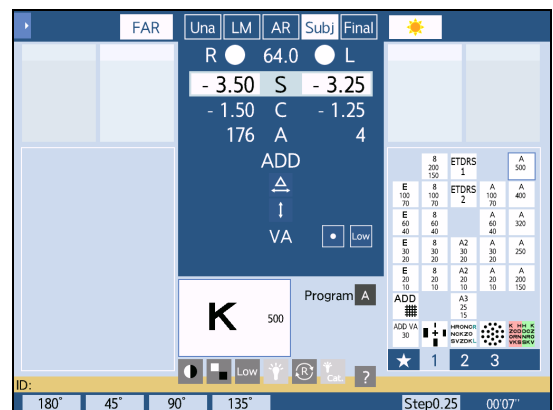 FAR Una LM AR Subj Final
R 64.0 L
- 3.50 S - 3.25
- 1.50 C - 1.25
176 A 4
ADD
VA Low
8 200 150 ETDRS 1 A 500
E 100 70 8 100 70 ETDRS 2 A 100 70 A 400
E 60 40 8 60 40 A 60 40 A 320
E 30 20 8 30 20 A2 30 20 A 30 20 A 250
E 20 10 8 20 10 A2 20 10 A 20 10 A 200 150
ADD A3 25 15
ADD VA 30 HRONCK NCKZO SVZDKL
1 2 3
K 500
Program A
Low R Cat. ?
ID:
180° 45° 90° 135° Step0.25 00'07"